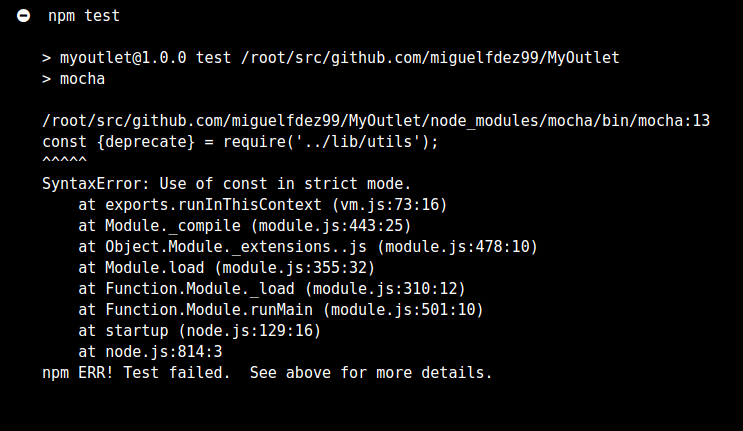 npm test
> myoutlet@1.0.0 test /root/src/github.com/miguelfdez99/MyOutlet
> mocha
/root/src/github.com/miguelfdez99/MyOutlet/node_modules/mocha/bin/mocha:13
const {deprecate} = require('../lib/utils');
^^^^^
SyntaxError: Use of const in strict mode.
    at exports.runInThisContext (vm.js:73:16)
    at Module._compile (module.js:443:25)
    at Object.Module._extensions..js (module.js:478:10)
    at Module.load (module.js:355:32)
    at Function.Module._load (module.js:310:12)
    at Function.Module.runMain (module.js:501:10)
    at startup (node.js:129:16)
    at node.js:814:3
npm ERR! Test failed.  See above for more details.